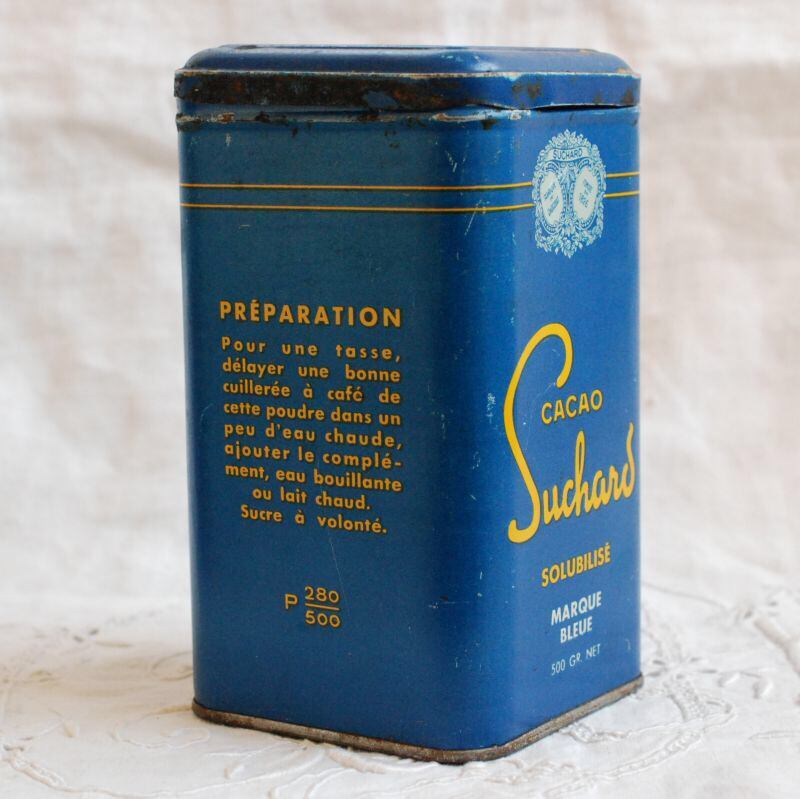 PRÉPARATION
Pour une tasse,
délayer une bonne
cuillerée à café de
cette poudre dans un
peu d'eau chaude,
ajouter le complé-
ment, eau bouillante
ou lait chaud.
Sucre à volonté.
P 280
500
SUCHARD
CACAO
Suchard
SOLUBILISÉ
MARQUE
BLEUE
500 GR. NET